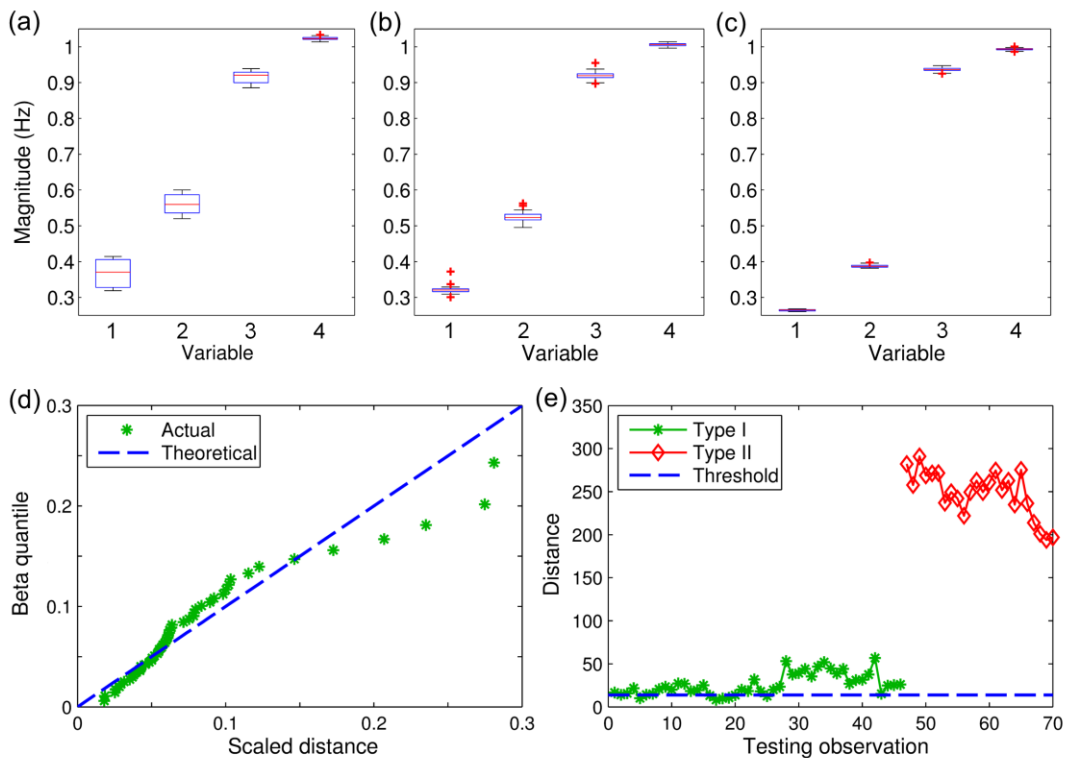 (a)
(b)
(c)
Magnitude (Hz)
1
0.9
0.8
0.7
0.6
0.5
0.4
0.3
1 2 3 4
Variable
1
0.9
0.8
0.7
0.6
0.5
0.4
0.3
1 2 3 4
Variable
1
0.9
0.8
0.7
0.6
0.5
0.4
0.3
1 2 3 4
Variable
(d)
Beta quantile
0.3
0.2
0.1
0
Actual
Theoretical
0 0.1 0.2 0.3
Scaled distance
(e)
Distance
350
300
250
200
150
100
50
0
Type I
Type II
Threshold
0 10 20 30 40 50 60 70
Testing observation